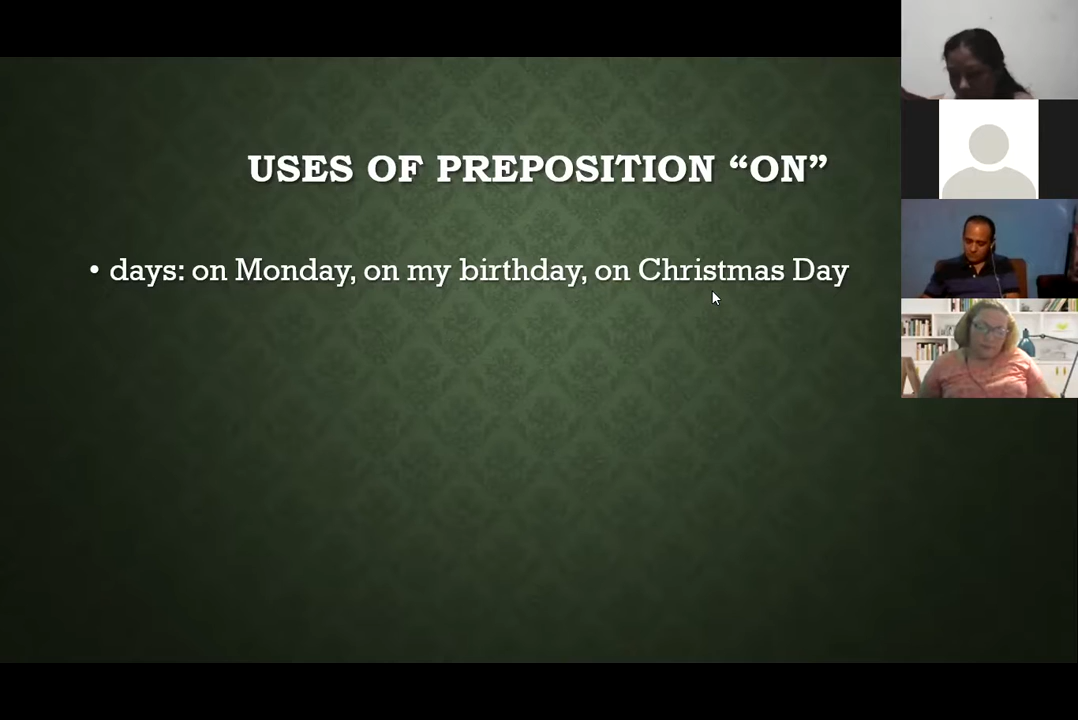 USES OF PREPOSITION “ON”
• days: on Monday, on my birthday, on Christmas Day